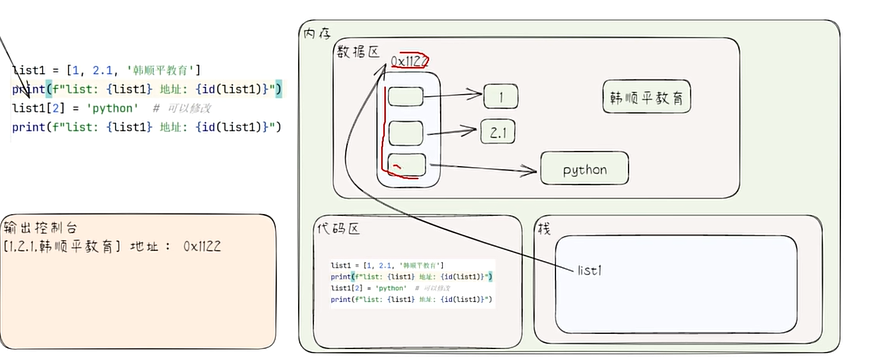 list1 = [1, 2.1, '韩顺平教育']
print(f"list: {list1} 地址: {id(list1)}")
list1[2] = 'python'  # 可以修改
print(f"list: {list1} 地址: {id(list1)}")
输出控制台
[1,2.1,韩顺平教育] 地址： 0x1122
内存
数据区
0x1122
1
2.1
python
韩顺平教育
代码区
list1 = [1, 2.1, '韩顺平教育']
print(f"list: {list1} 地址: {id(list1)}")
list1[2] = 'python'  # 可以修改
print(f"list: {list1} 地址: {id(list1)}")
栈
list1